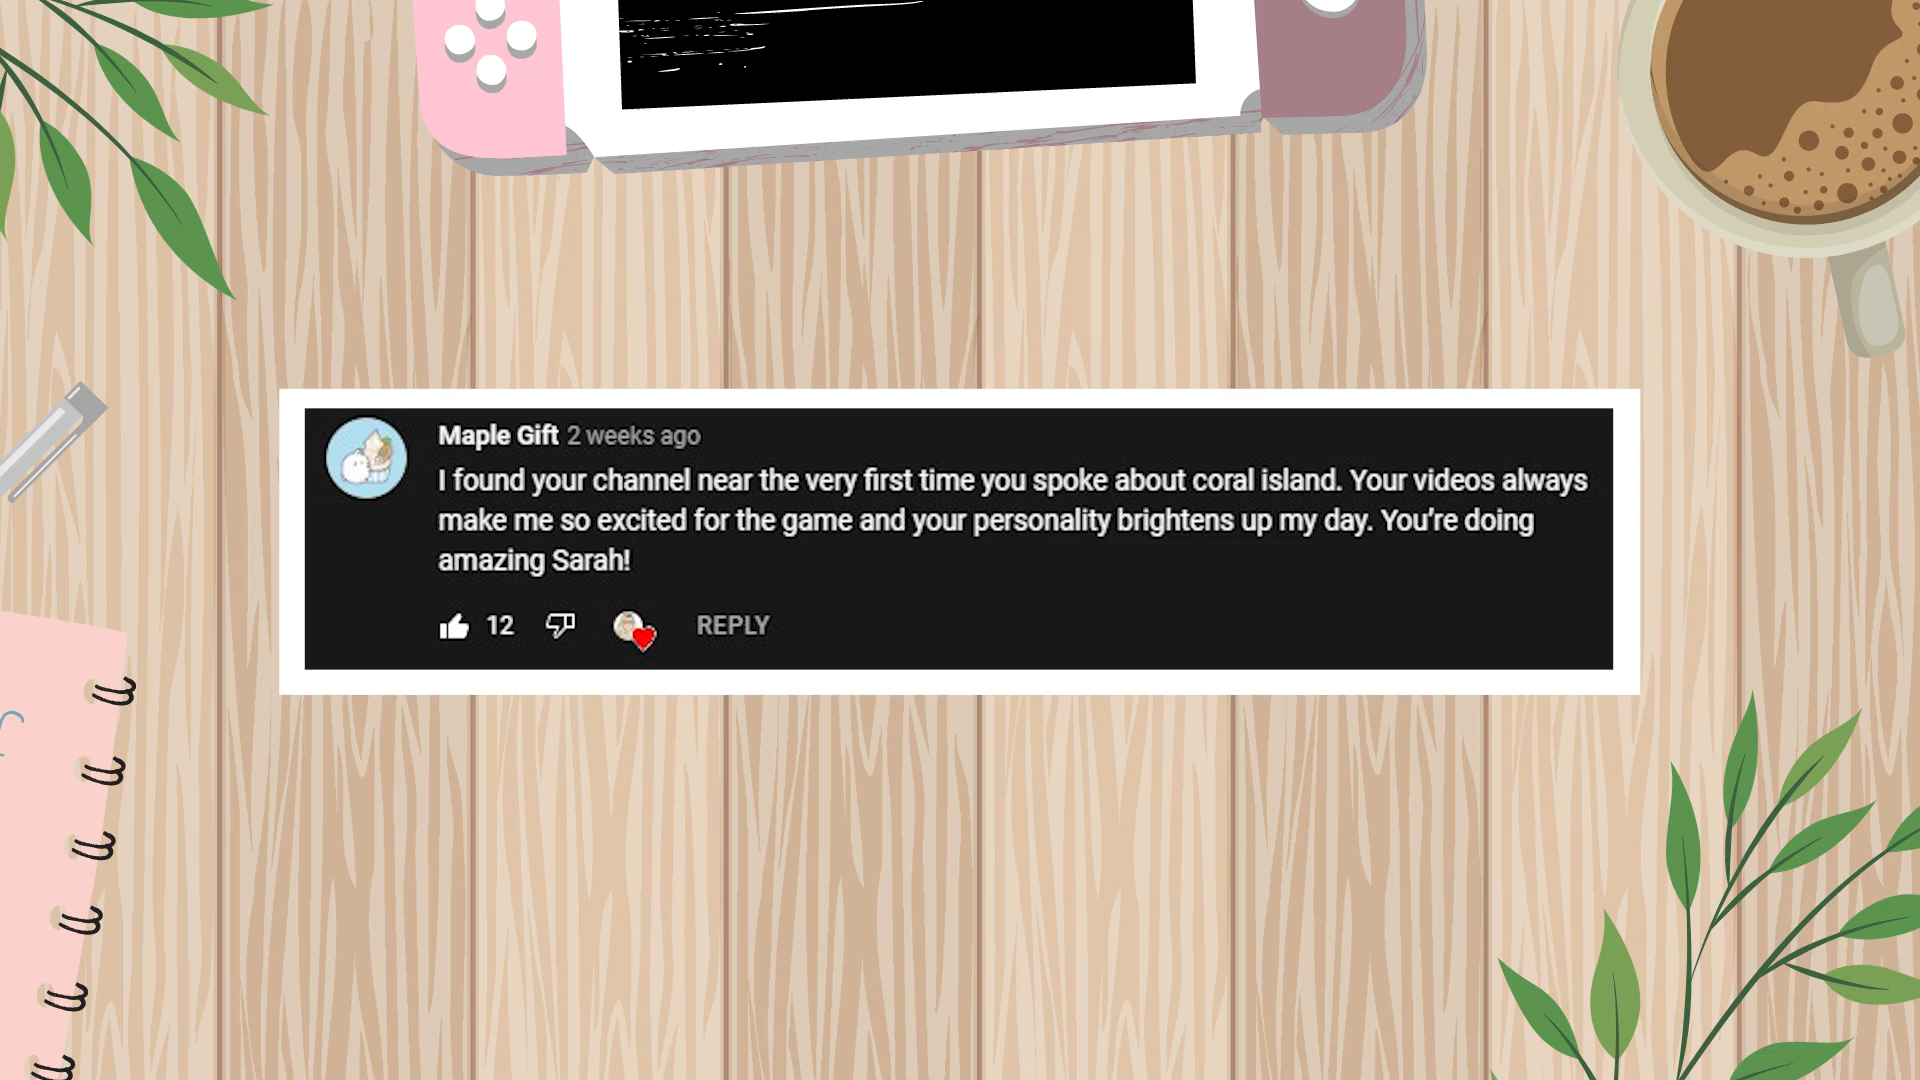 Maple Gift 2 weeks ago
I found your channel near the very first time you spoke about coral island. Your videos always
make me so excited for the game and your personality brightens up my day. You’re doing
amazing Sarah!
12 REPLY